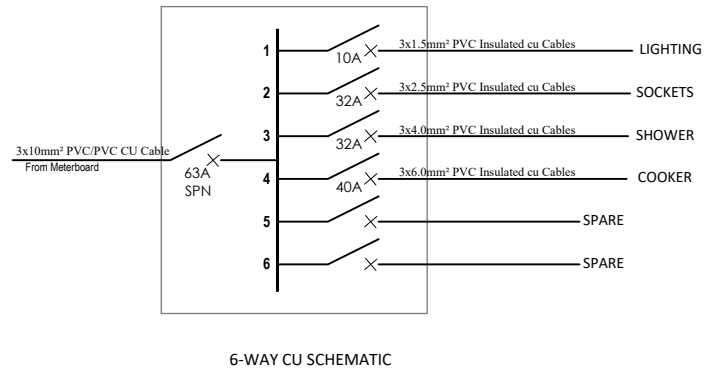 1
10A
3x1.5mm² PVC Insulated cu Cables
LIGHTING
2
32A
3x2.5mm² PVC Insulated cu Cables
SOCKETS
3
32A
3x4.0mm² PVC Insulated cu Cables
SHOWER
3x10mm² PVC/PVC CU Cable
From Meterboard
63A
SPN
4
40A
3x6.0mm² PVC Insulated cu Cables
COOKER
5
SPARE
6
SPARE
6-WAY CU SCHEMATIC